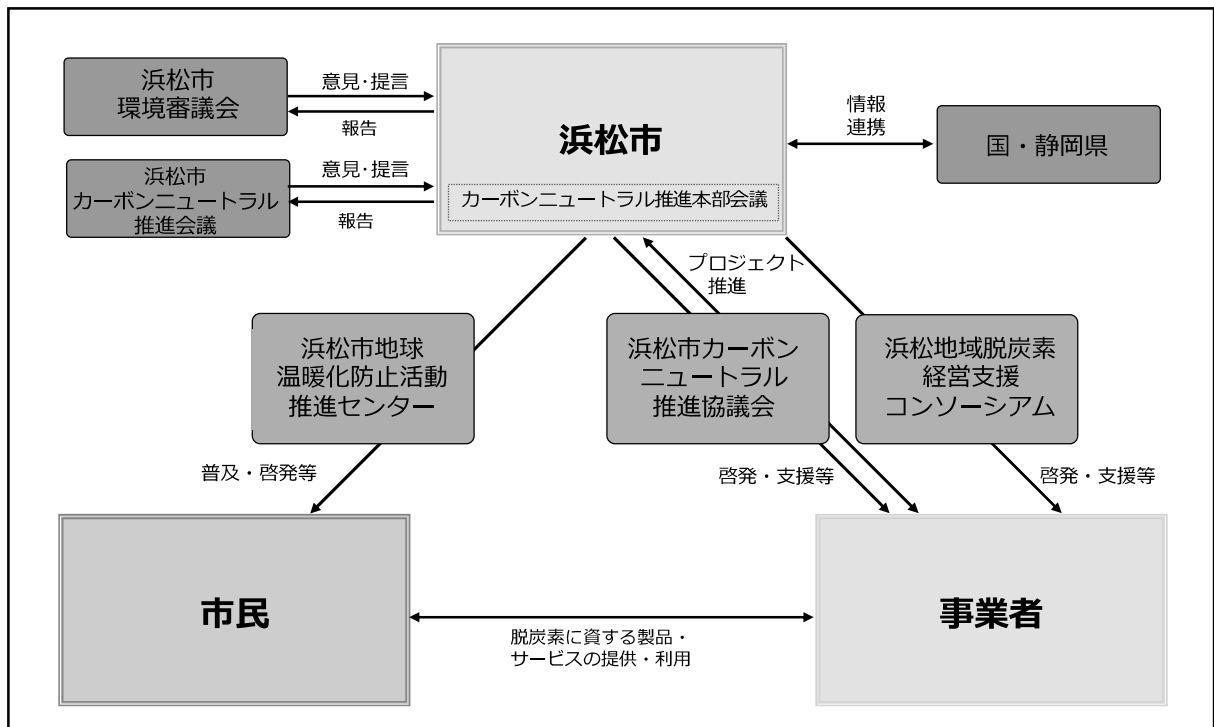 浜松市
環境審議会
意見・提言
報告
浜松市
カーボンニュートラル
推進会議
意見・提言
報告
浜松市
カーボンニュートラル推進本部会議
情報
連携
国・静岡県
プロジェクト
推進
浜松市地球
温暖化防止活動
推進センター
浜松市カーボン
ニュートラル
推進協議会
浜松地域脱炭素
経営支援
コンソーシアム
普及・啓発等
啓発・支援等
啓発・支援等
市民
事業者
脱炭素に資する製品・
サービスの提供・利用